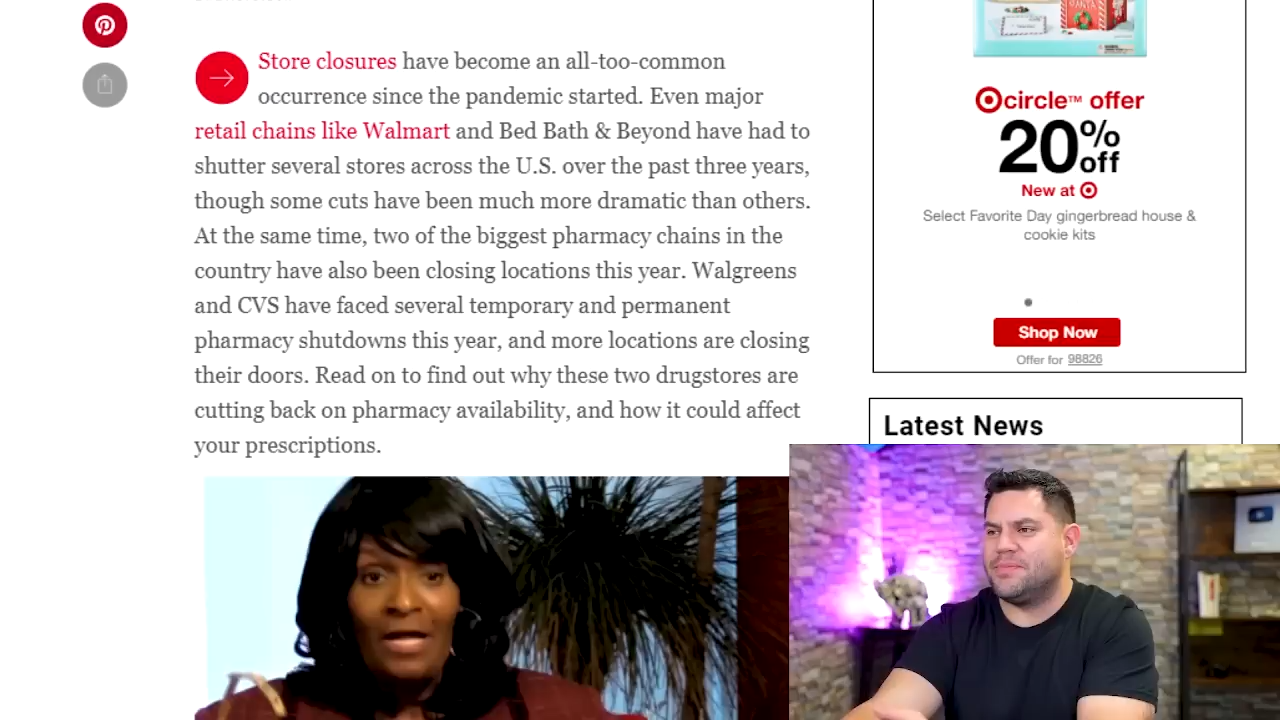 Store closures have become an all-too-common
occurrence since the pandemic started. Even major
retail chains like Walmart and Bed Bath & Beyond have had to
shutter several stores across the U.S. over the past three years,
though some cuts have been much more dramatic than others.
At the same time, two of the biggest pharmacy chains in the
country have also been closing locations this year. Walgreens
and CVS have faced several temporary and permanent
pharmacy shutdowns this year, and more locations are closing
their doors. Read on to find out why these two drugstores are
cutting back on pharmacy availability, and how it could affect
your prescriptions.
SANTA
circle™ offer
20% off
New at
Select Favorite Day gingerbread house &
cookie kits
Shop Now
Offer for 98826
Latest News